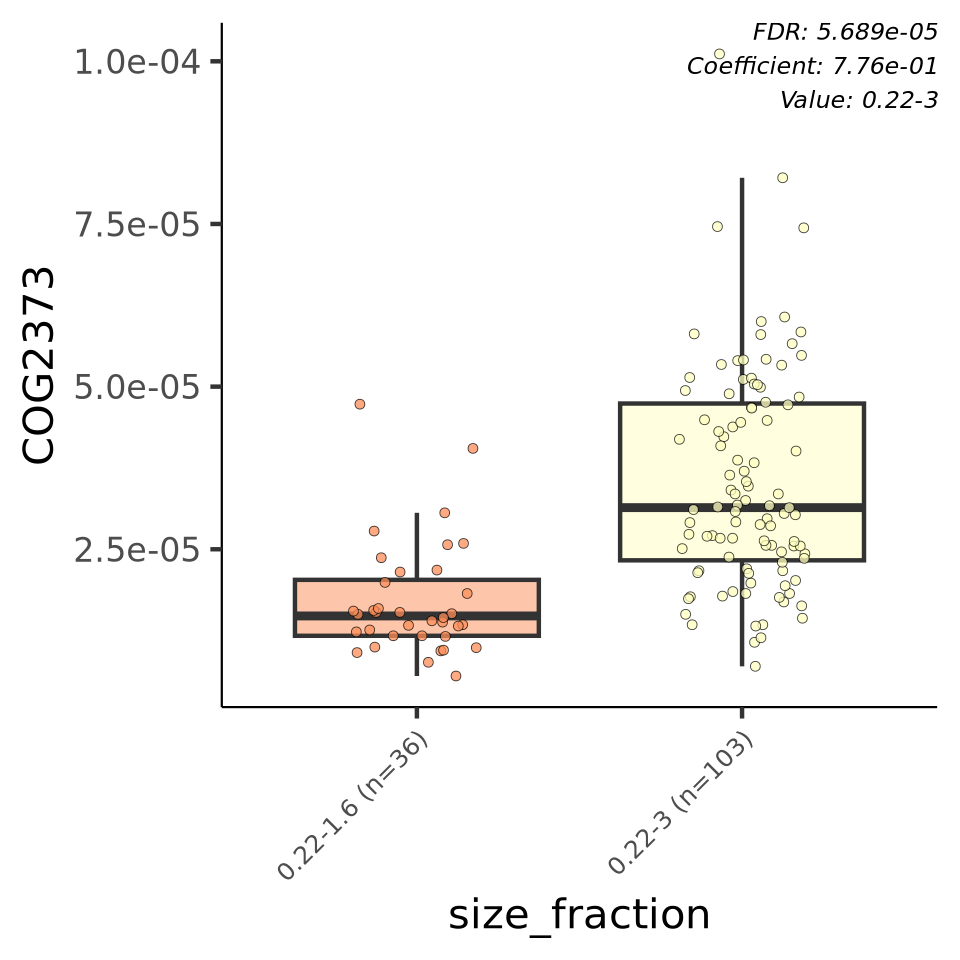 FDR: 5.689e-05
Coefficient: 7.76e-01
Value: 0.22-3
1.0e-04
7.5e-05
5.0e-05
2.5e-05
COG2373
0.22-1.6 (n=36)
0.22-3 (n=103)
size_fraction